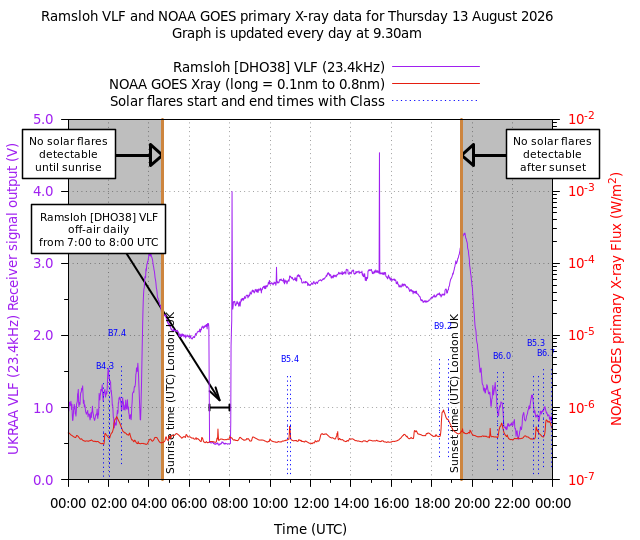 Ramsloh VLF and NOAA GOES primary X-ray data for Thursday 13 August 2026
Graph is updated every day at 9.30am
Ramsloh [DHO38] VLF (23.4kHz)
NOAA GOES Xray (long = 0.1nm to 0.8nm)
Solar flares start and end times with Class
UKRAA VLF (23.4kHz) Receiver signal output (V)
5.0
4.0
3.0
2.0
1.0
0.0
No solar flares
detectable
until sunrise
Ramsloh [DHO38] VLF
off-air daily
from 7:00 to 8:00 UTC
B4.3
B7.4
Sunrise time (UTC) London UK
B5.4
B9.2
Sunset time (UTC) London UK
B6.0
B5.3
B6.
No solar flares
detectable
after sunset
10⁻²
10⁻³
10⁻⁴
10⁻⁵
10⁻⁶
10⁻⁷
NOAA GOES primary X-ray Flux (W/m²)
00:00 02:00 04:00 06:00 08:00 10:00 12:00 14:00 16:00 18:00 20:00 22:00 00:00
Time (UTC)